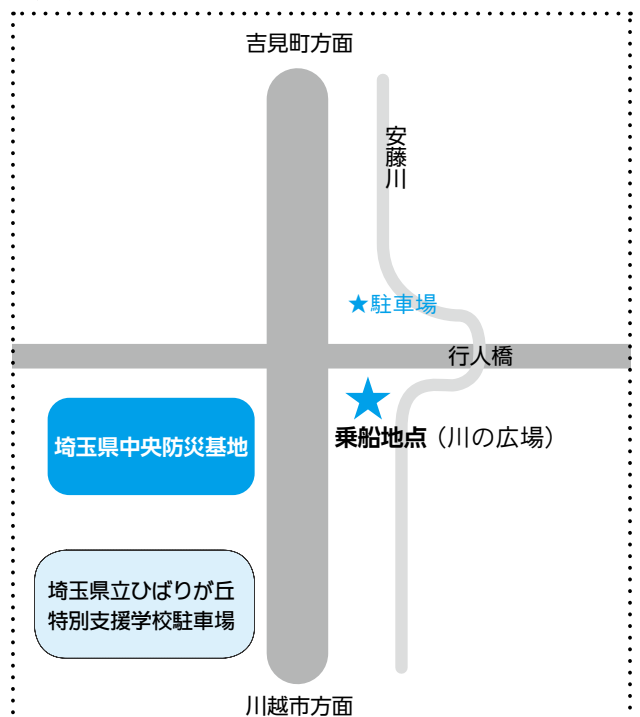 吉見町方面
安藤川
★駐車場
行人橋
乗船地点（川の広場）
埼玉県中央防災基地
埼玉県立ひばりが丘
特別支援学校駐車場
川越市方面